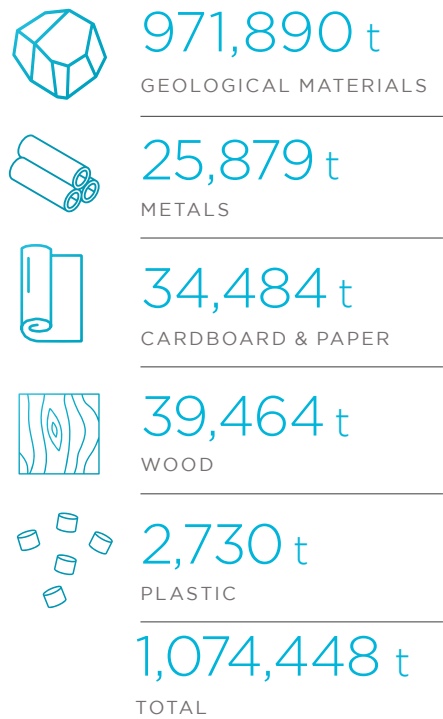 971,890 t
GEOLOGICAL MATERIALS
25,879 t
METALS
34,484 t
CARDBOARD & PAPER
39,464 t
WOOD
2,730 t
PLASTIC
1,074,448 t
TOTAL